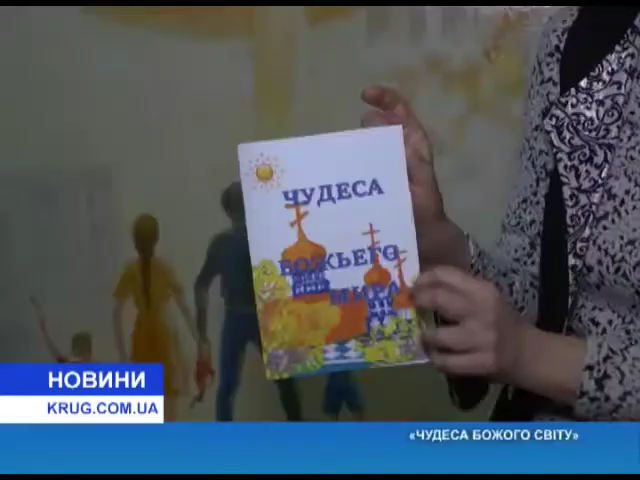 ЧУДЕСА
БОЖЬЕГО
МИРА
НОВИНИ
KRUG.COM.UA
«ЧУДЕСА БОЖОГО СВІТУ»